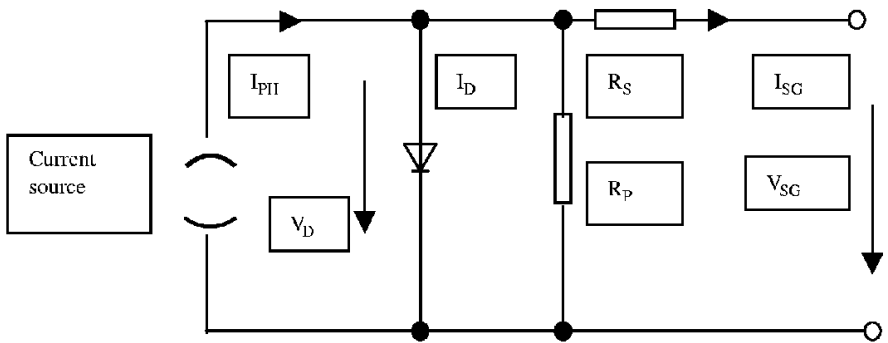 I_PH
I_D
R_S
I_SG
Current
source
V_D
R_P
V_SG